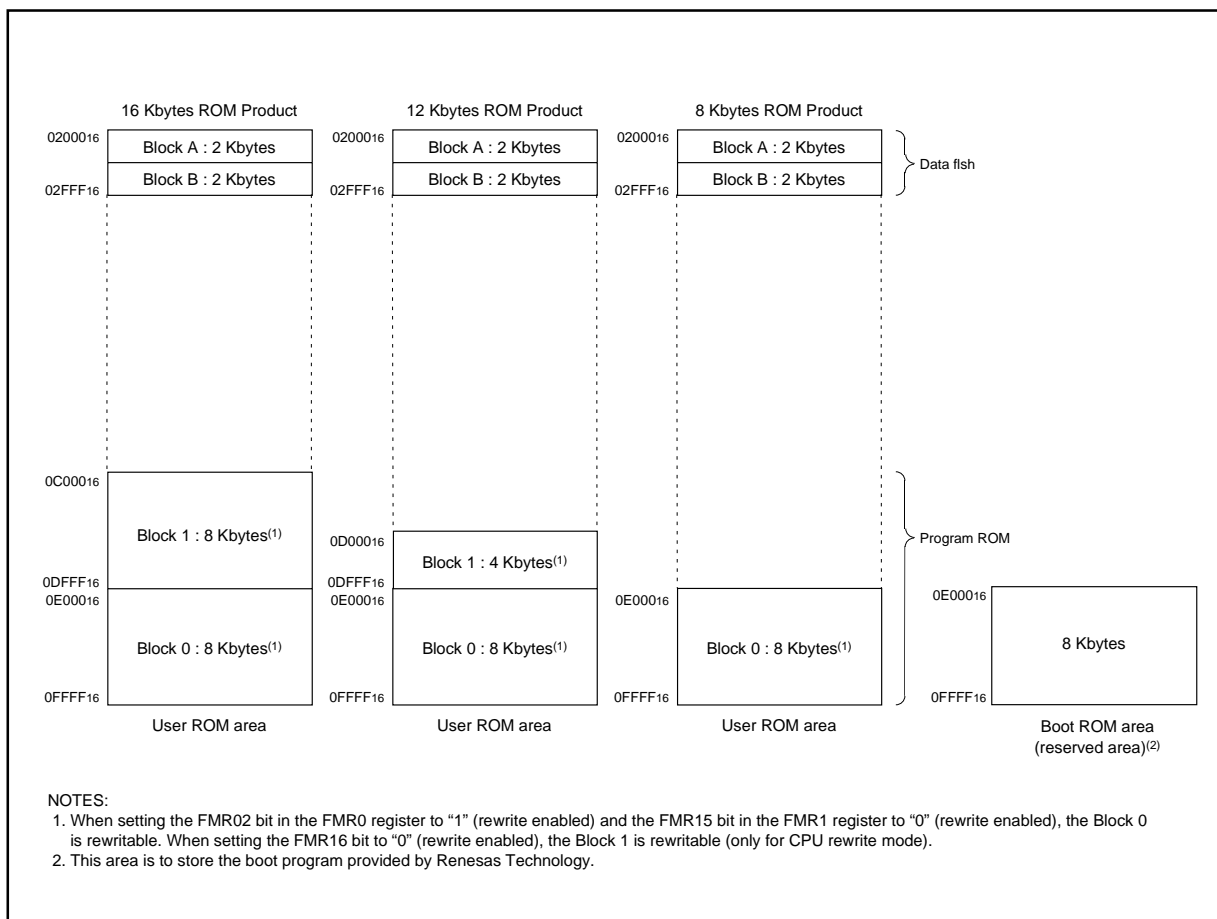 16 Kbytes ROM Product
12 Kbytes ROM Product
8 Kbytes ROM Product
0200016
Block A : 2 Kbytes
Block B : 2 Kbytes
02FFF16
0200016
Block A : 2 Kbytes
Block B : 2 Kbytes
02FFF16
0200016
Block A : 2 Kbytes
Block B : 2 Kbytes
02FFF16
Data flsh
0C00016
Block 1 : 8 Kbytes(1)
0DFFF16
0E00016
Block 0 : 8 Kbytes(1)
0FFFF16
User ROM area
0D00016
Block 1 : 4 Kbytes(1)
0DFFF16
0E00016
Block 0 : 8 Kbytes(1)
0FFFF16
User ROM area
0E00016
Block 0 : 8 Kbytes(1)
0FFFF16
User ROM area
Program ROM
0E00016
8 Kbytes
0FFFF16
Boot ROM area
(reserved area)(2)
NOTES:
1. When setting the FMR02 bit in the FMR0 register to “1” (rewrite enabled) and the FMR15 bit in the FMR1 register to “0” (rewrite enabled), the Block 0
is rewritable. When setting the FMR16 bit to “0” (rewrite enabled), the Block 1 is rewritable (only for CPU rewrite mode).
2. This area is to store the boot program provided by Renesas Technology.